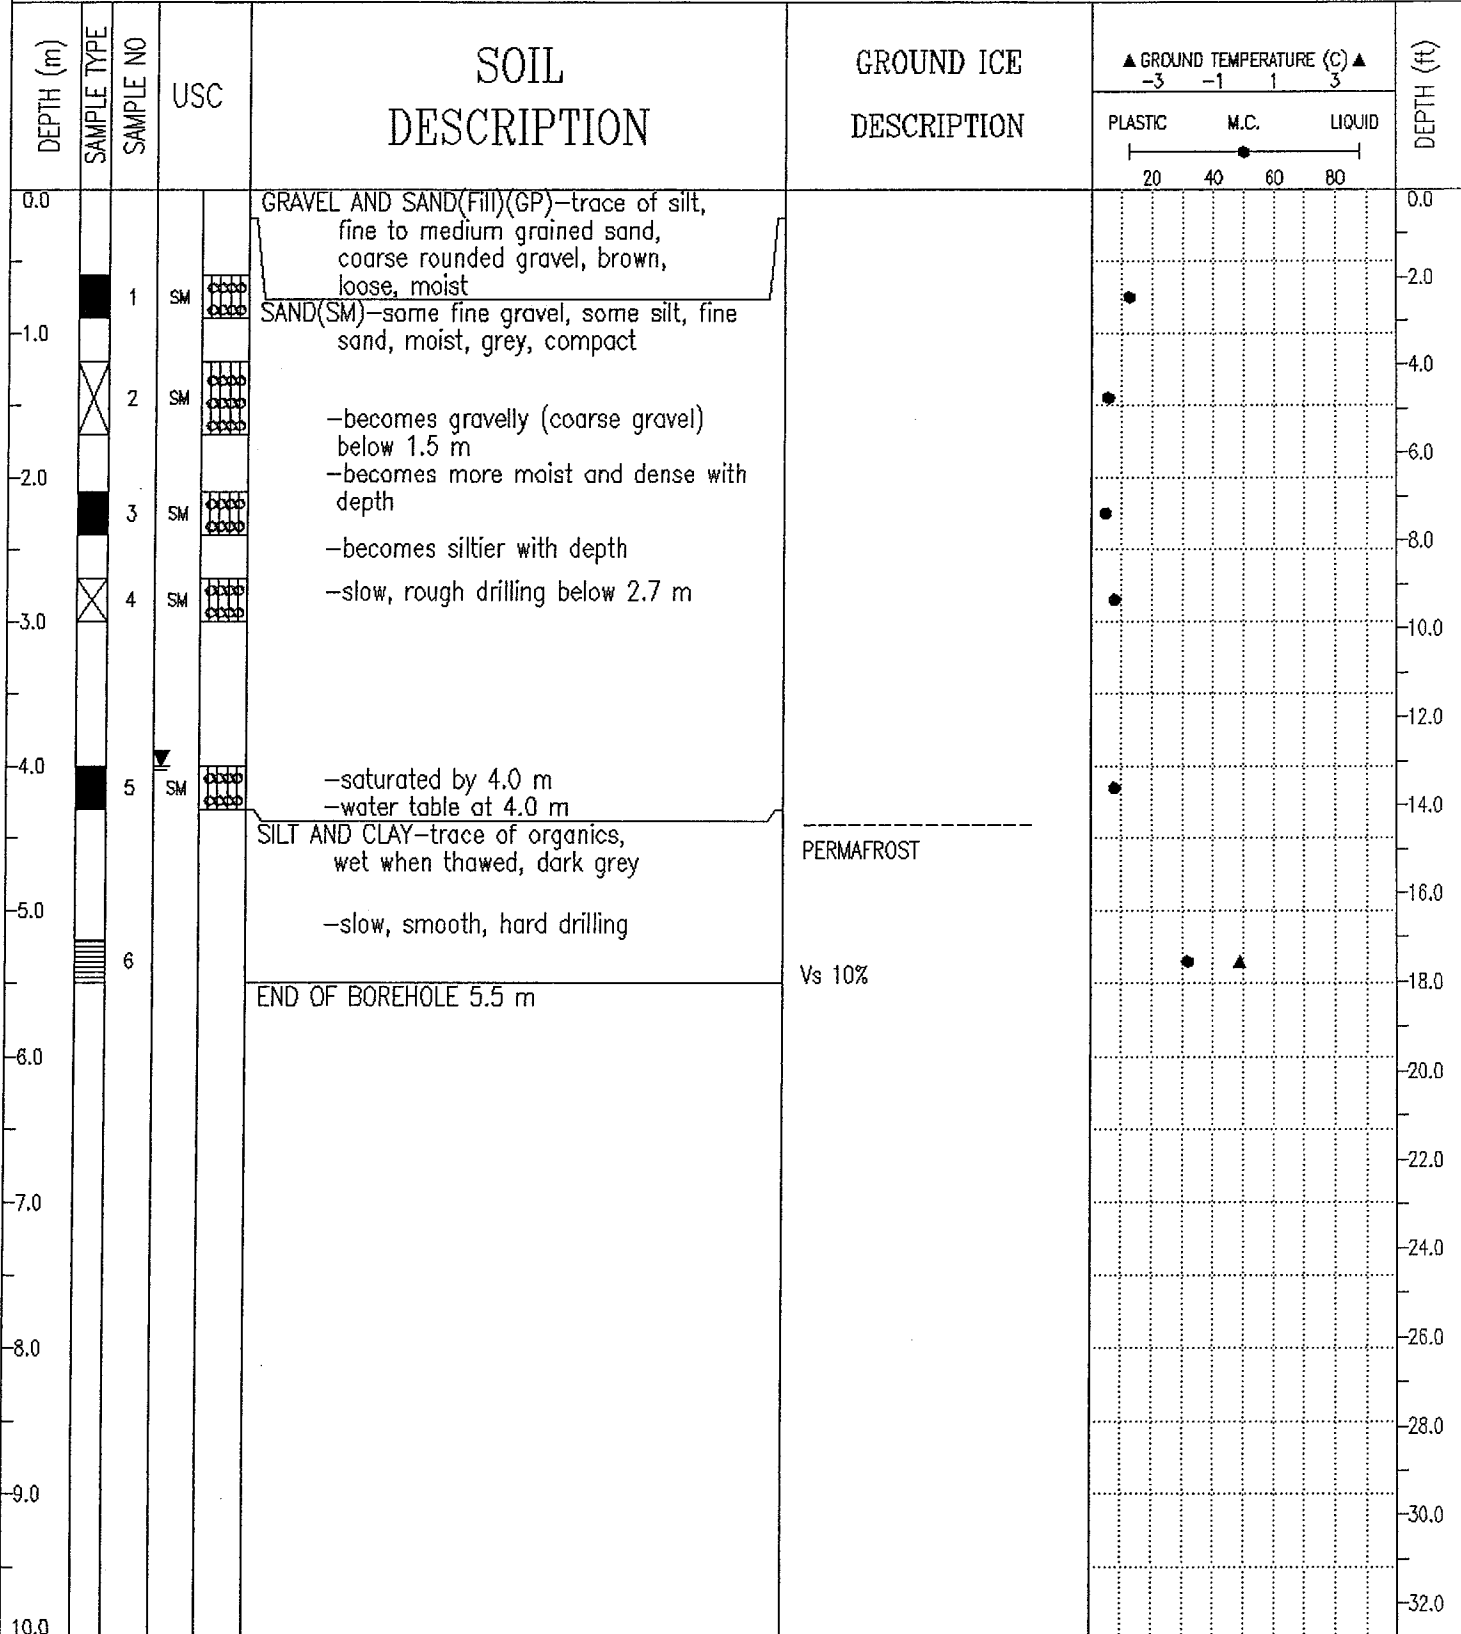 DEPTH (m)
SAMPLE TYPE
SAMPLE NO
USC
SOIL
DESCRIPTION
GROUND ICE
DESCRIPTION
▲ GROUND TEMPERATURE (C) ▲
-3 -1 1 3
PLASTIC M.C. LIQUID
20 40 60 80
DEPTH (ft)
0.0
GRAVEL AND SAND(Fill)(GP)-trace of silt,
fine to medium grained sand,
coarse rounded gravel, brown,
loose, moist
1 SM
SAND(SM)-some fine gravel, some silt, fine
sand, moist, grey, compact
-1.0
2 SM
-becomes gravelly (coarse gravel)
below 1.5 m
-becomes more moist and dense with
depth
-2.0
3 SM
-becomes siltier with depth
4 SM
-slow, rough drilling below 2.7 m
-3.0
-4.0
5 SM
-saturated by 4.0 m
-water table at 4.0 m
SILT AND CLAY-trace of organics,
wet when thawed, dark grey
PERMAFROST
-5.0
-slow, smooth, hard drilling
6
Vs 10%
END OF BOREHOLE 5.5 m
-6.0
-7.0
-8.0
-9.0
10.0
0.0
-2.0
-4.0
-6.0
-8.0
-10.0
-12.0
-14.0
-16.0
-18.0
-20.0
-22.0
-24.0
-26.0
-28.0
-30.0
-32.0